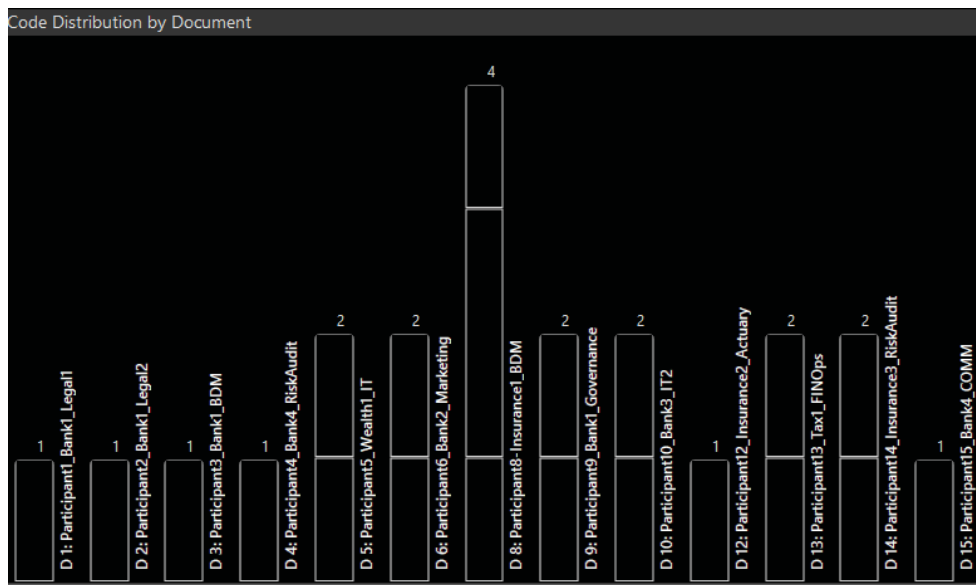 Code Distribution by Document
4
2
2
2
2
2
2
1
1
1
1
1
1
D 1: Participant1_Bank1_Legal1
D 2: Participant2_Bank1_Legal2
D 3: Participant3_Bank1_BDM
D 4: Participant4_Bank4_RiskAudit
D 5: Participant5_Wealth1_IT
D 6: Participant6_Bank2_Marketing
D 8: Participant8-Insurance1_BDM
D 9: Participant9_Bank1_Governance
D 10: Participant10_Bank3_IT2
D 12: Participant12_Insurance2_Actuary
D 13: Participant13_Tax1_FINOps
D 14: Participant14_Insurance3_RiskAudit
D 15: Participant15_Bank4_COMM